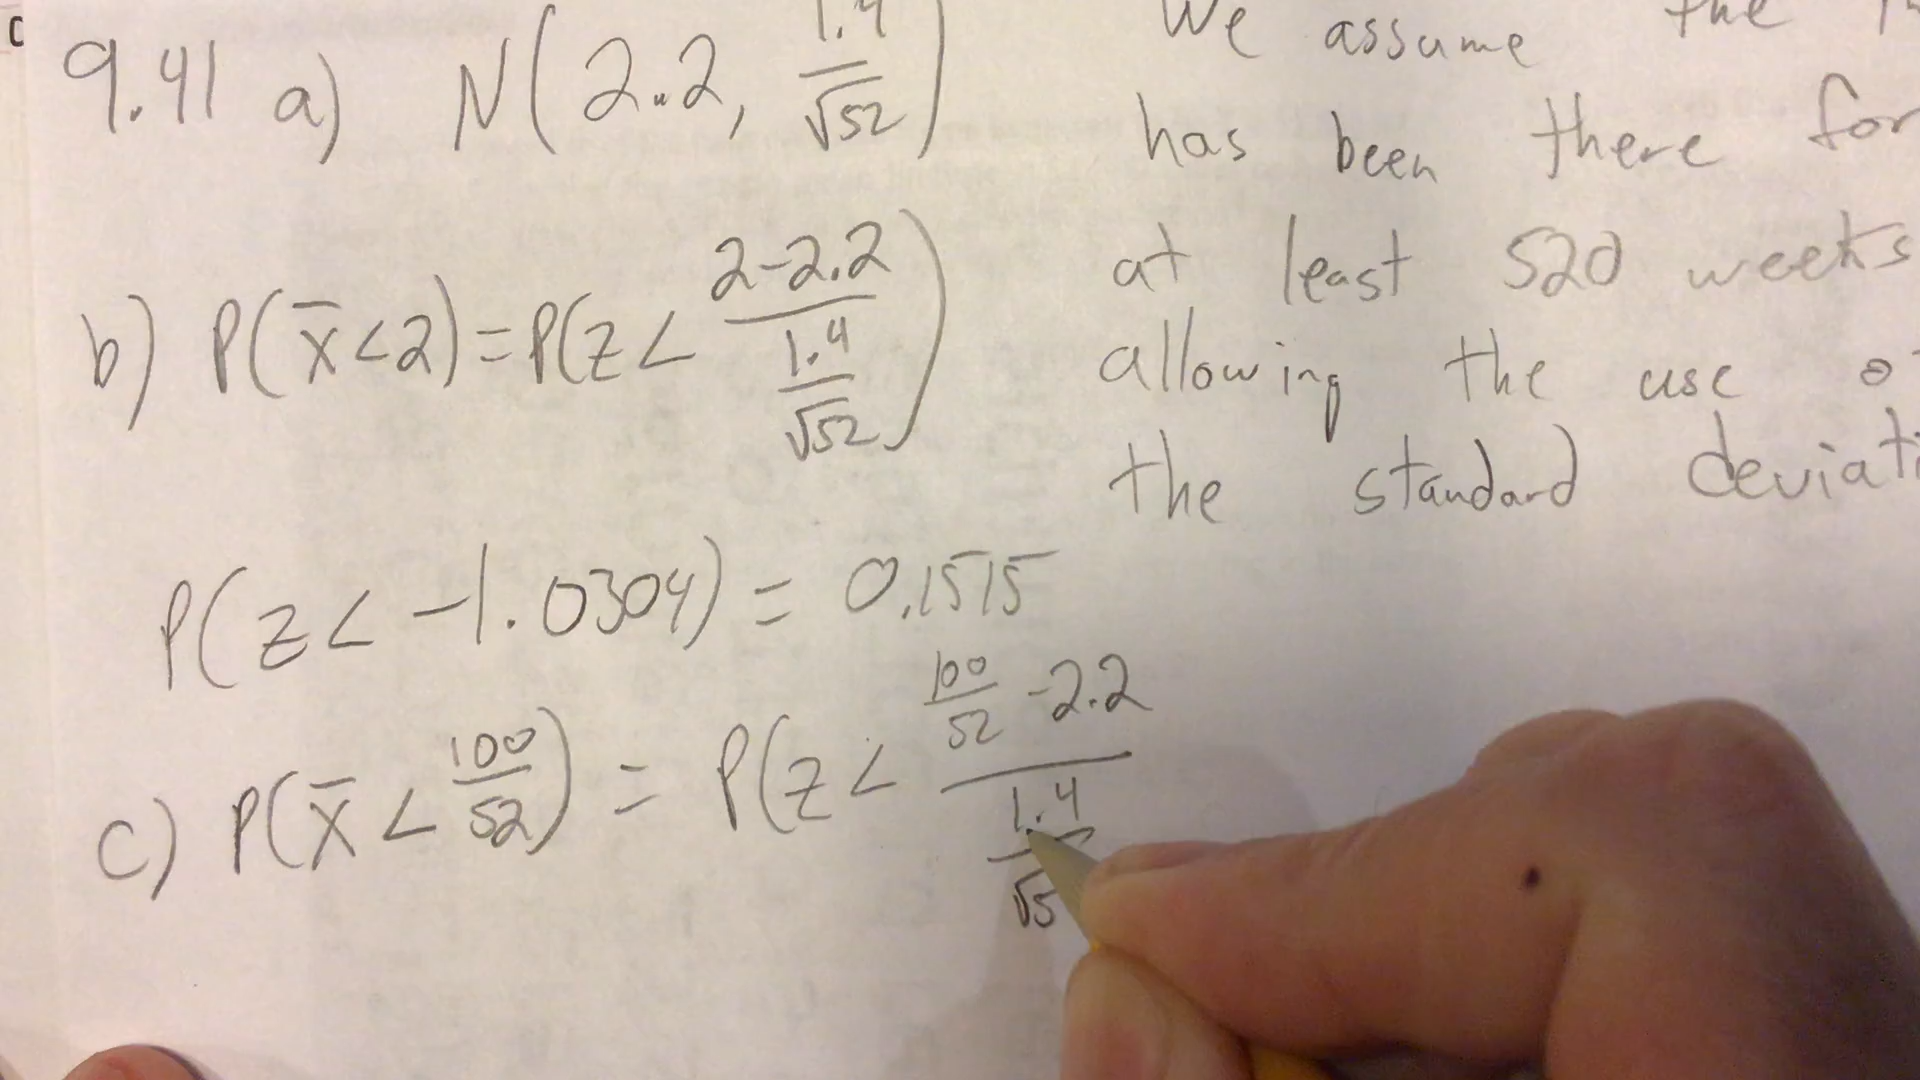 9.41 a) N(2.2, 1.4/√52)
b) P(x̄<2)=P(z< (2-2.2)/(1.4/√52))
P(z< -1.0304) = 0.1515
c) P(x̄ < 100/52) = P(z< (100/52 -2.2)/(1.4/√5
We assume the
has been there for
at least 520 weeks
allowing the use
the standard